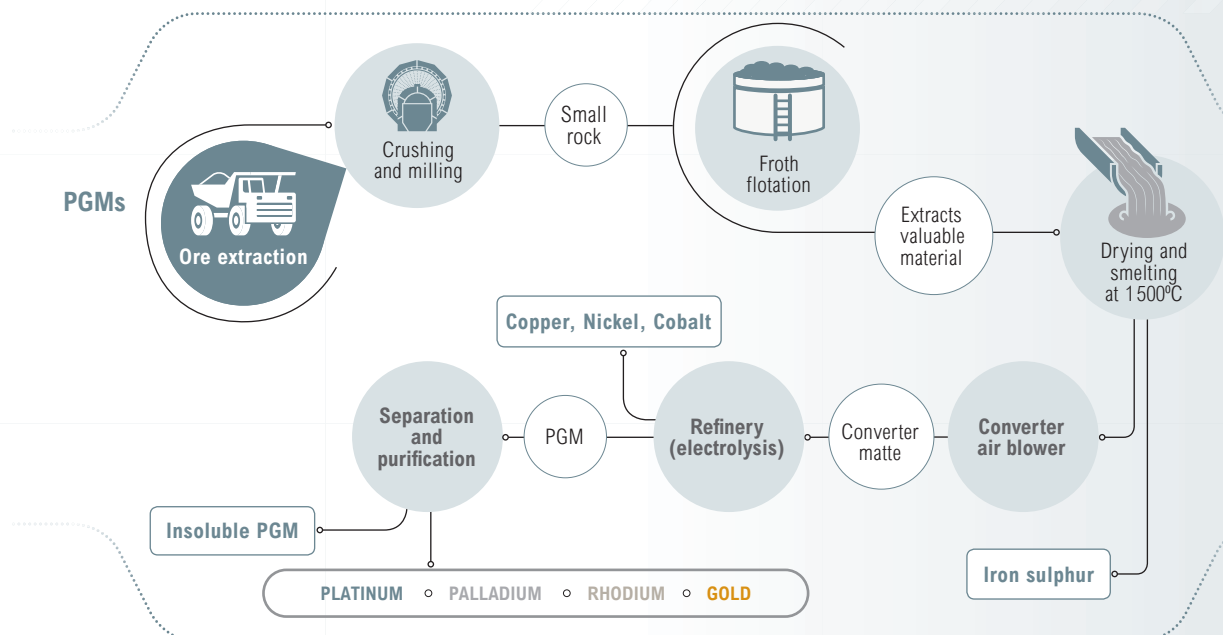 PGMs
Ore extraction
Crushing
and milling
Small
rock
Froth
flotation
Extracts
valuable
material
Drying and
smelting
at 1500ºC
Iron sulphur
Converter
air blower
Converter
matte
Refinery
(electrolysis)
Copper, Nickel, Cobalt
PGM
Separation
and
purification
Insoluble PGM
PLATINUM PALLADIUM RHODIUM GOLD